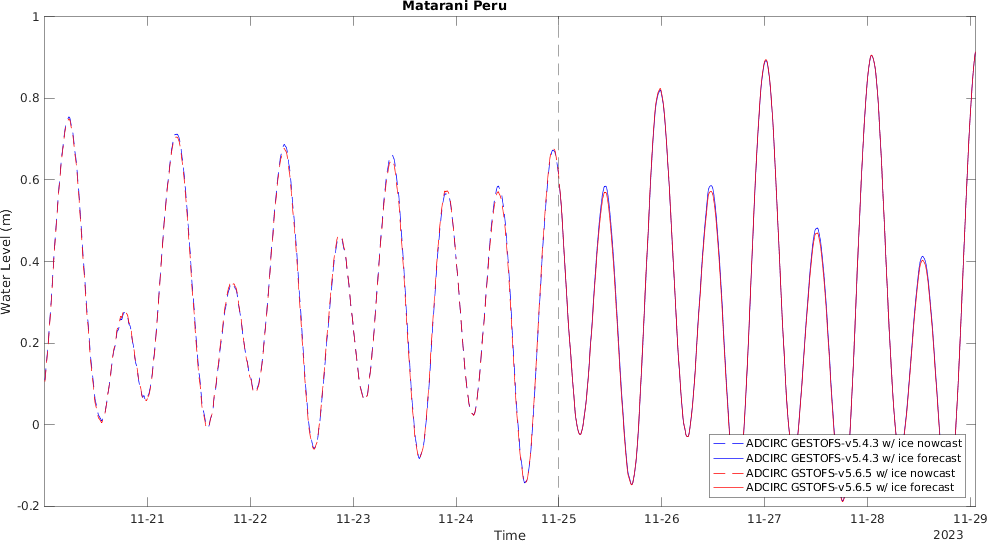 Matarani Peru
1
0.8
0.6
0.4
0.2
0
-0.2
Water Level (m)
11-21 11-22 11-23 11-24 11-25 11-26 11-27 11-28 11-29
Time
2023
ADCIRC GESTOFS-v5.4.3 w/ ice nowcast
ADCIRC GESTOFS-v5.4.3 w/ ice forecast
ADCIRC GSTOFS-v5.6.5 w/ ice nowcast
ADCIRC GSTOFS-v5.6.5 w/ ice forecast